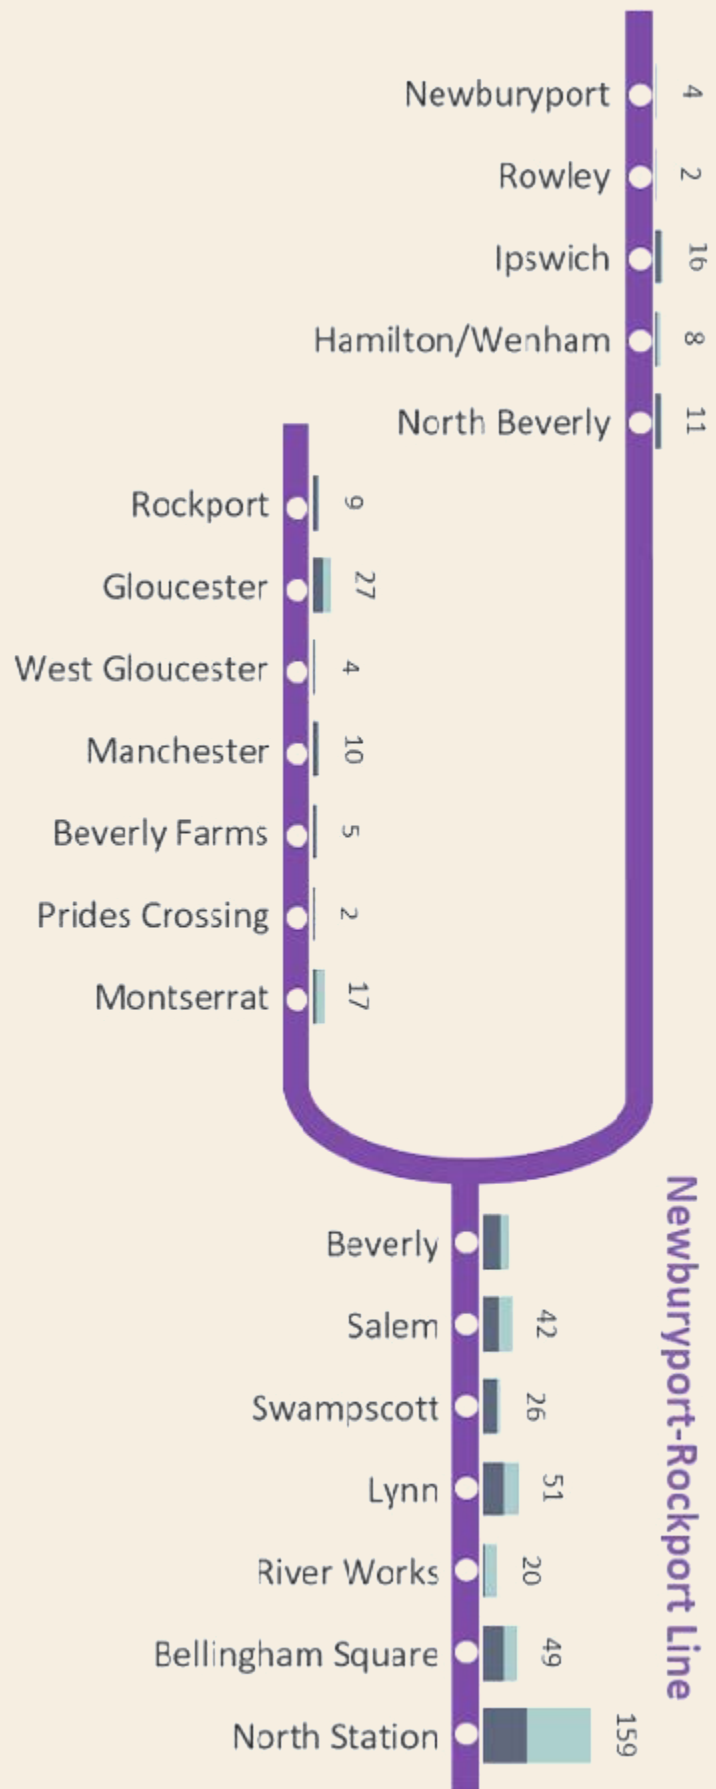 Newburyport 4
Rowley 2
Ipswich 16
Hamilton/Wenham 8
North Beverly 11
Rockport 9
Gloucester 27
West Gloucester 4
Manchester 10
Beverly Farms 5
Prides Crossing 2
Montserrat 17
Newburyport-Rockport Line
Beverly
Salem 42
Swampscott 26
Lynn 51
River Works 20
Bellingham Square 49
North Station 159